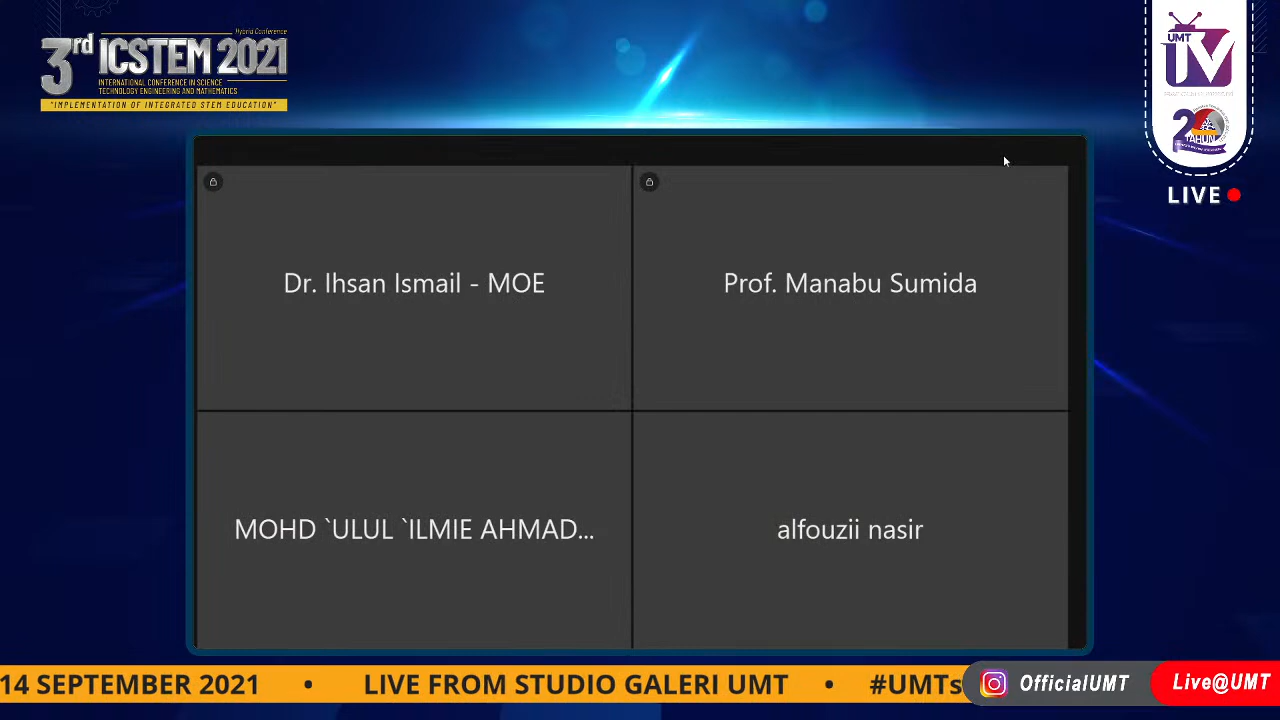 Hybrid Conference
3rd ICSTEM 2021
INTERNATIONAL CONFERENCE IN SCIENCE
TECHNOLOGY ENGINEERING AND MATHEMATICS
"IMPLEMENTATION OF INTEGRATED STEM EDUCATION"
UMT
TV
20
TAHUN
LIVE
Dr. Ihsan Ismail - MOE
Prof. Manabu Sumida
MOHD `ULUL `ILMIE AHMAD...
alfouzii nasir
14 SEPTEMBER 2021 • LIVE FROM STUDIO GALERI UMT • #UMTs
OfficialUMT
Live@UMT